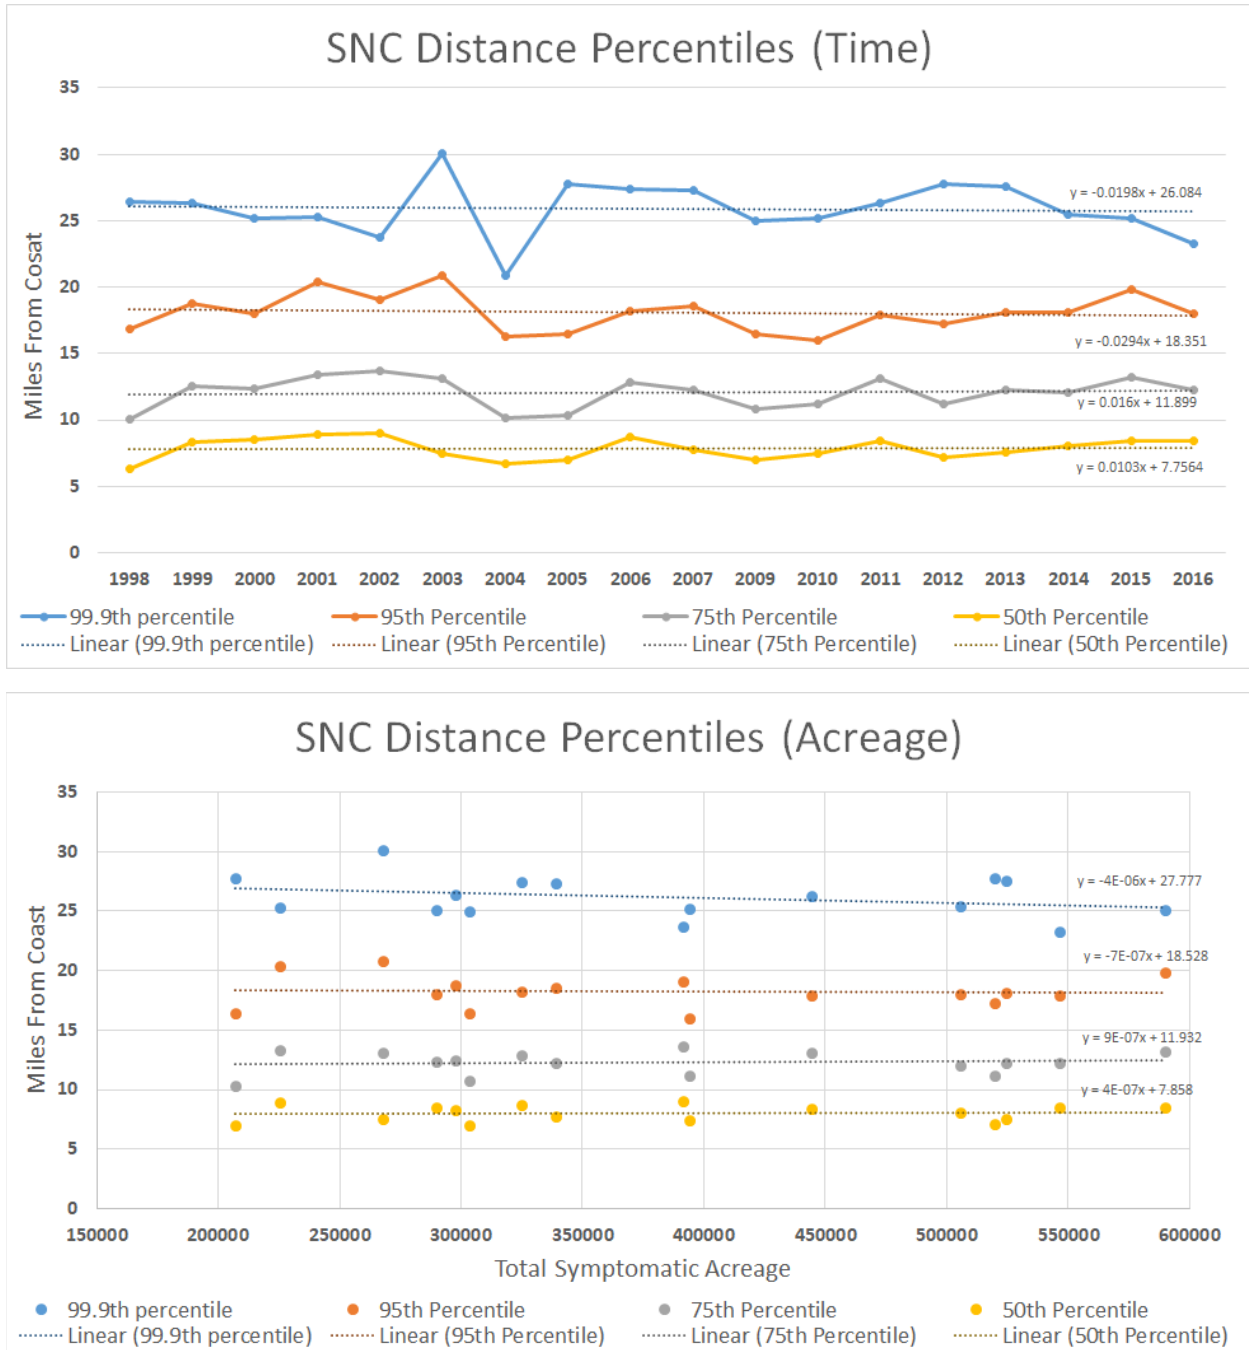 SNC Distance Percentiles (Time)
Miles From Cosat
35
30
25
20
15
10
5
0
y = -0.0198x + 26.084
y = -0.0294x + 18.351
y = 0.016x + 11.899
y = 0.0103x + 7.7564
1998 1999 2000 2001 2002 2003 2004 2005 2006 2007 2009 2010 2011 2012 2013 2014 2015 2016
99.9th percentile 95th Percentile 75th Percentile 50th Percentile
Linear (99.9th percentile) Linear (95th Percentile) Linear (75th Percentile) Linear (50th Percentile)
SNC Distance Percentiles (Acreage)
Miles From Coast
35
30
25
20
15
10
5
0
y = -4E-06x + 27.777
y = -7E-07x + 18.528
y = 9E-07x + 11.932
y = 4E-07x + 7.858
150000 200000 250000 300000 350000 400000 450000 500000 550000 600000
Total Symptomatic Acreage
99.9th percentile 95th Percentile 75th Percentile 50th Percentile
Linear (99.9th percentile) Linear (95th Percentile) Linear (75th Percentile) Linear (50th Percentile)